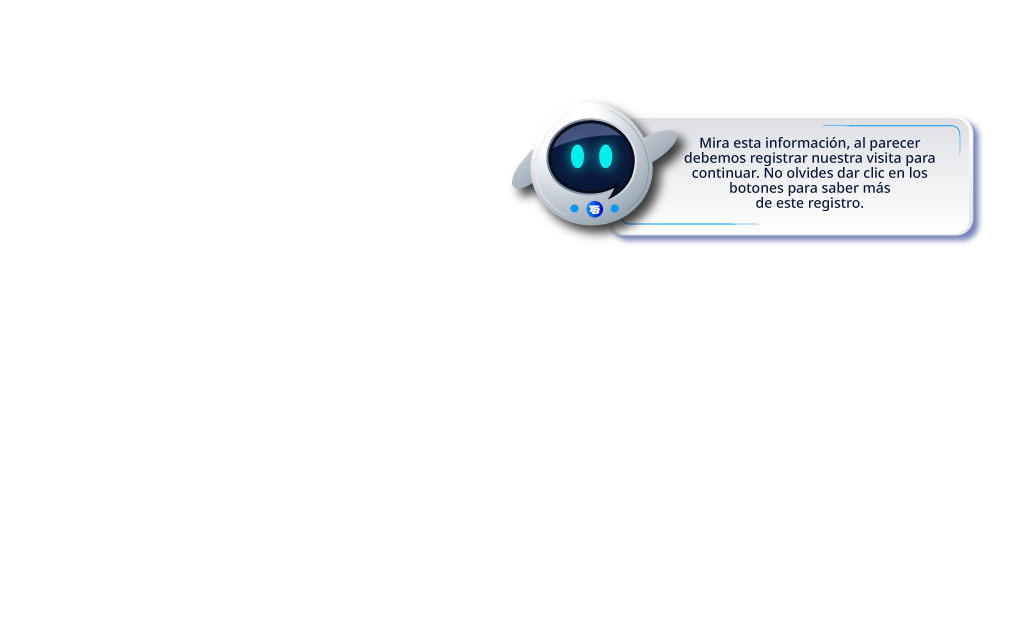 Mira esta información, al parecer
debemos registrar nuestra visita para
continuar. No olvides dar clic en los
botones para saber más
de este registro.
TB